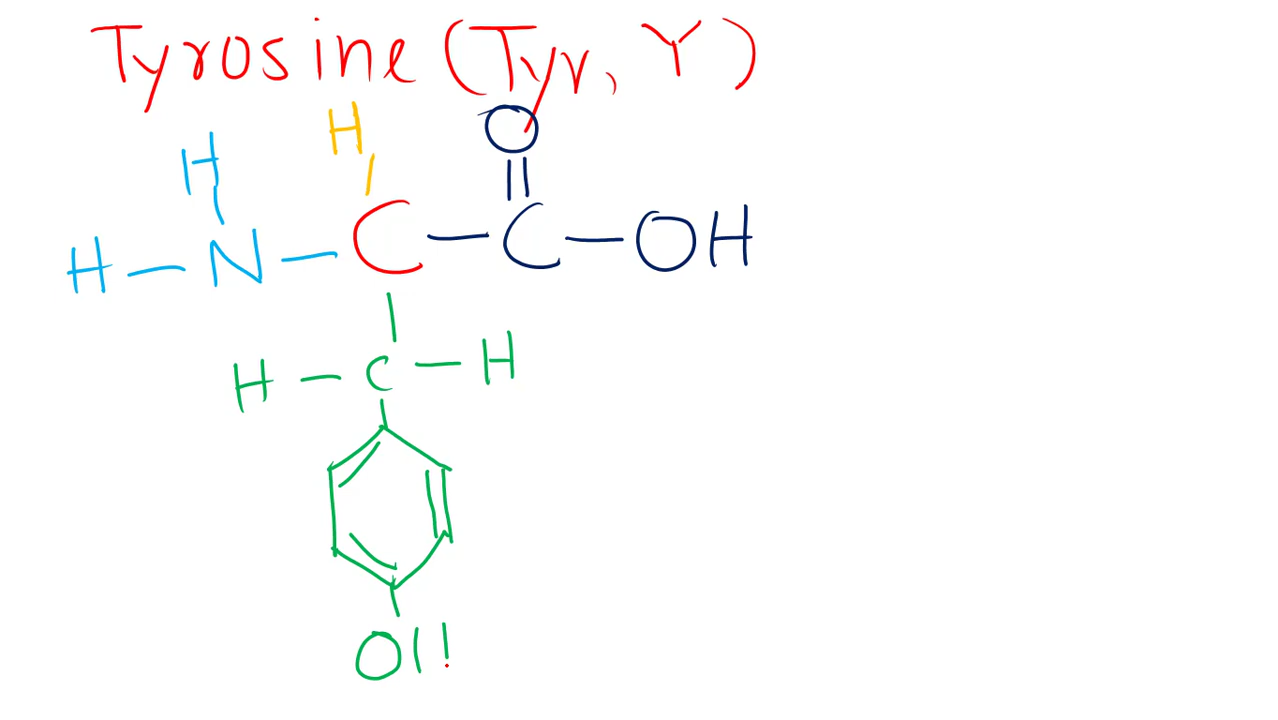 Tyrosine (Tyr, Y)
H H O
H – N – C – C – OH
H – C – H
OH